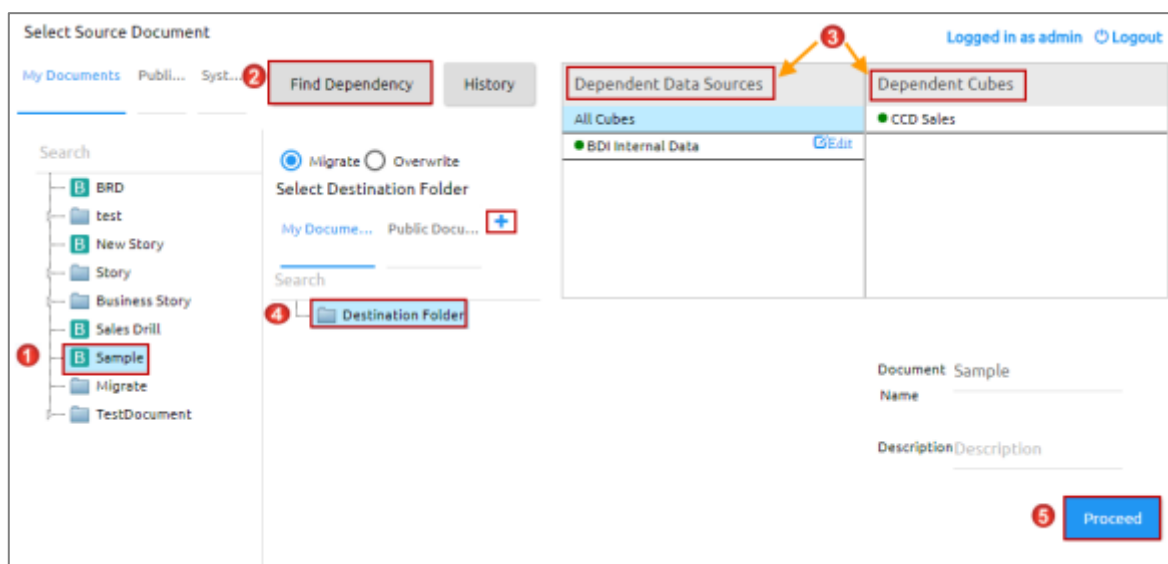 Select Source Document
Logged in as admin Logout
My Documents Publi... Syst...
2 Find Dependency History
3
Dependent Data Sources Dependent Cubes
All Cubes CCD Sales
BDI Internal Data Edit
Search
Migrate Overwrite
B BRD
Select Destination Folder
test
My Docume... Public Docu... +
B New Story
Story
Search
Business Story
4 Destination Folder
B Sales Drill
1 B Sample
Migrate
TestDocument
Document Name Sample
Description Description
5 Proceed